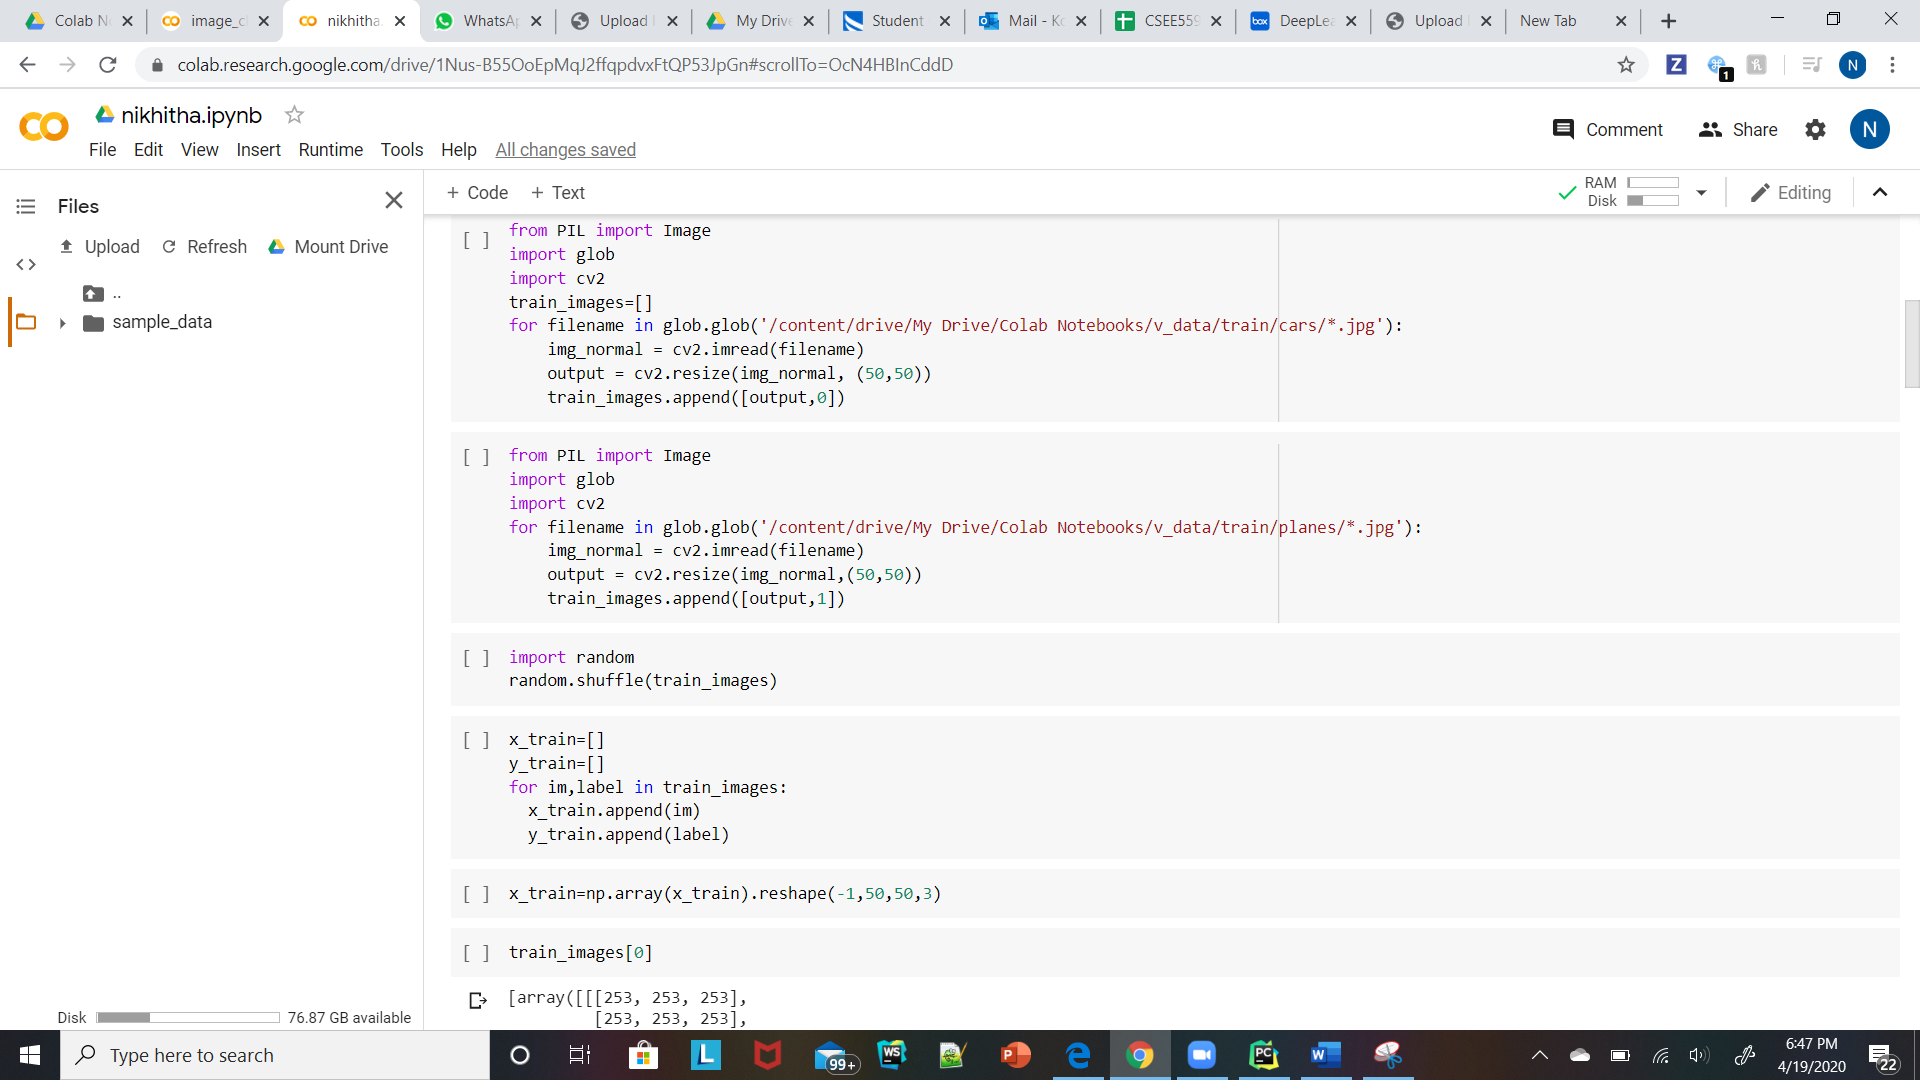 Colab N
image_c
nikhitha.
WhatsAp
Upload
My Drive
Student
Mail - Ko
CSEE559
box DeepLea
Upload
New Tab
colab.research.google.com/drive/1Nus-B55OoEpMqJ2ffqpdvxFtQP53JpGn#scrollTo=OcN4HBInCddD
Z
1
N
nikhitha.ipynb
Comment
Share
N
File Edit View Insert Runtime Tools Help All changes saved
Files
+ Code + Text
RAM
Disk
Editing
Upload Refresh Mount Drive
..
sample_data
[ ] from PIL import Image
import glob
import cv2
train_images=[]
for filename in glob.glob('/content/drive/My Drive/Colab Notebooks/v_data/train/cars/*.jpg'):
img_normal = cv2.imread(filename)
output = cv2.resize(img_normal, (50,50))
train_images.append([output,0])
[ ] from PIL import Image
import glob
import cv2
for filename in glob.glob('/content/drive/My Drive/Colab Notebooks/v_data/train/planes/*.jpg'):
img_normal = cv2.imread(filename)
output = cv2.resize(img_normal,(50,50))
train_images.append([output,1])
[ ] import random
random.shuffle(train_images)
[ ] x_train=[]
y_train=[]
for im,label in train_images:
x_train.append(im)
y_train.append(label)
[ ] x_train=np.array(x_train).reshape(-1,50,50,3)
[ ] train_images[0]
[array([[[253, 253, 253],
[253, 253, 253],
Disk 76.87 GB available
Type here to search
L
99+
WS
P
PC
W
6:47 PM
4/19/2020
22